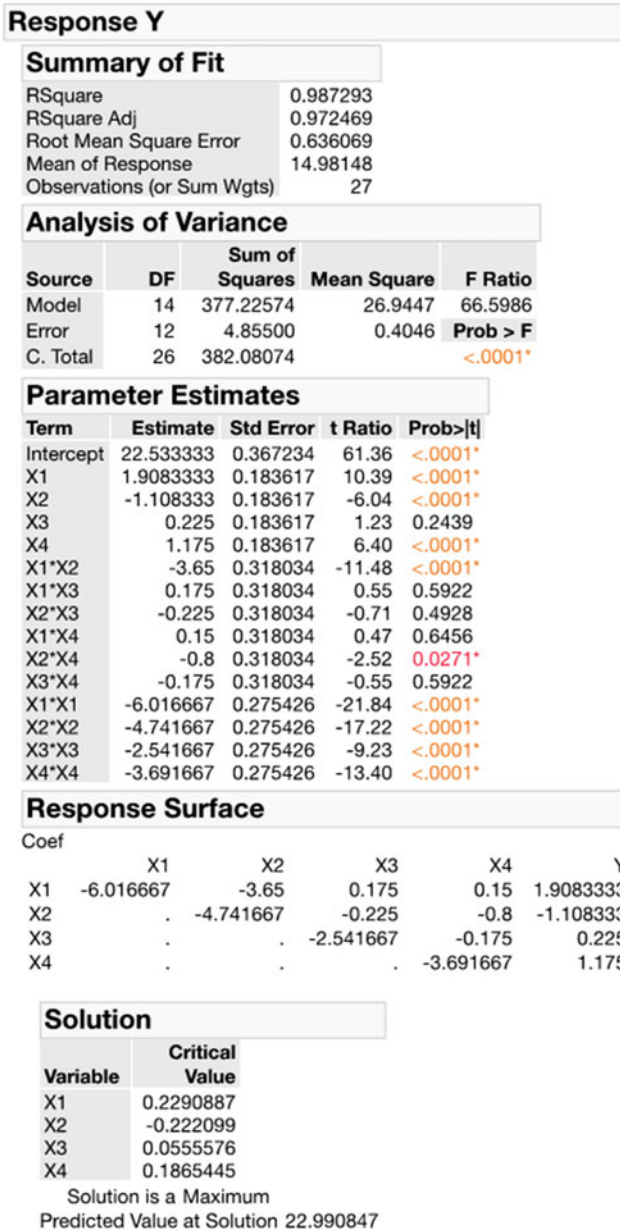 Response Y
Summary of Fit
RSquare 0.987293
RSquare Adj 0.972469
Root Mean Square Error 0.636069
Mean of Response 14.98148
Observations (or Sum Wgts) 27
Analysis of Variance
Sum of
Source DF Squares Mean Square F Ratio
Model 14 377.22574 26.9447 66.5986
Error 12 4.85500 0.4046 Prob > F
C. Total 26 382.08074 <.0001*
Parameter Estimates
Term Estimate Std Error t Ratio Prob>|t|
Intercept 22.533333 0.367234 61.36 <.0001*
X1 1.9083333 0.183617 10.39 <.0001*
X2 -1.108333 0.183617 -6.04 <.0001*
X3 0.225 0.183617 1.23 0.2439
X4 1.175 0.183617 6.40 <.0001*
X1*X2 -3.65 0.318034 -11.48 <.0001*
X1*X3 0.175 0.318034 0.55 0.5922
X2*X3 -0.225 0.318034 -0.71 0.4928
X1*X4 0.15 0.318034 0.47 0.6456
X2*X4 -0.8 0.318034 -2.52 0.0271*
X3*X4 -0.175 0.318034 -0.55 0.5922
X1*X1 -6.016667 0.275426 -21.84 <.0001*
X2*X2 -4.741667 0.275426 -17.22 <.0001*
X3*X3 -2.541667 0.275426 -9.23 <.0001*
X4*X4 -3.691667 0.275426 -13.40 <.0001*
Response Surface
Coef
X1 X2 X3 X4 Y
X1 -6.016667 -3.65 0.175 0.15 1.9083333
X2 . -4.741667 -0.225 -0.8 -1.108333
X3 . . -2.541667 -0.175 0.225
X4 . . . -3.691667 1.175
Solution
Critical
Variable Value
X1 0.2290887
X2 -0.222099
X3 0.0555576
X4 0.1865445
Solution is a Maximum
Predicted Value at Solution 22.990847